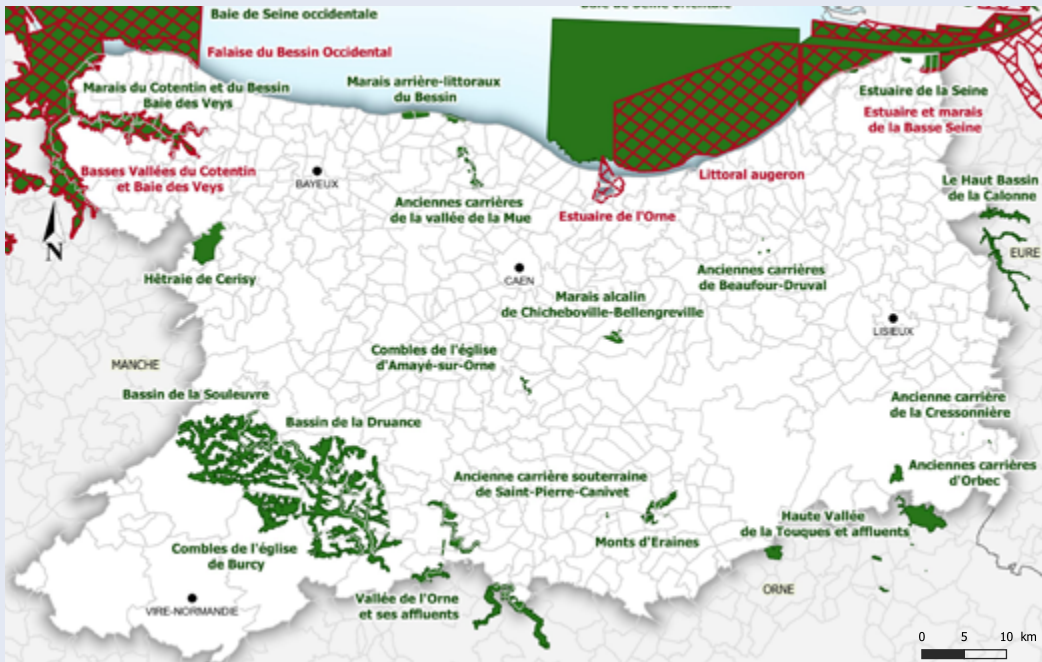 Baie de Seine occidentale
Baie de Seine orientale
Falaise du Bessin Occidental
Marais du Cotentin et du Bessin
Baie des Veys
Marais arrière-littoraux
du Bessin
Estuaire de la Seine
Estuaire et marais
de la Basse Seine
Basses Vallées du Cotentin
et Baie des Veys
BAYEUX
Littoral augeron
Le Haut Bassin
de la Calonne
Anciennes carrières
de la vallée de la Mue
Estuaire de l'Orne
N
EURE
Hêtraie de Cerisy
CAEN
Anciennes carrières
de Beaufour-Druval
Marais alcalin
de Chicheboville-Bellengreville
LISIEUX
MANCHE
Combles de l'église
d'Amayé-sur-Orne
Bassin de la Souleuvre
Bassin de la Druance
Ancienne carrière
de la Cressonnière
Ancienne carrière souterraine
de Saint-Pierre-Canivet
Anciennes carrières
d'Orbec
Haute Vallée
de la Touques et affluents
Monts d'Eraines
Combles de l'église
de Burcy
ORNE
Vallée de l'Orne
et ses affluents
VIRE-NORMANDIE
0 5 10 km